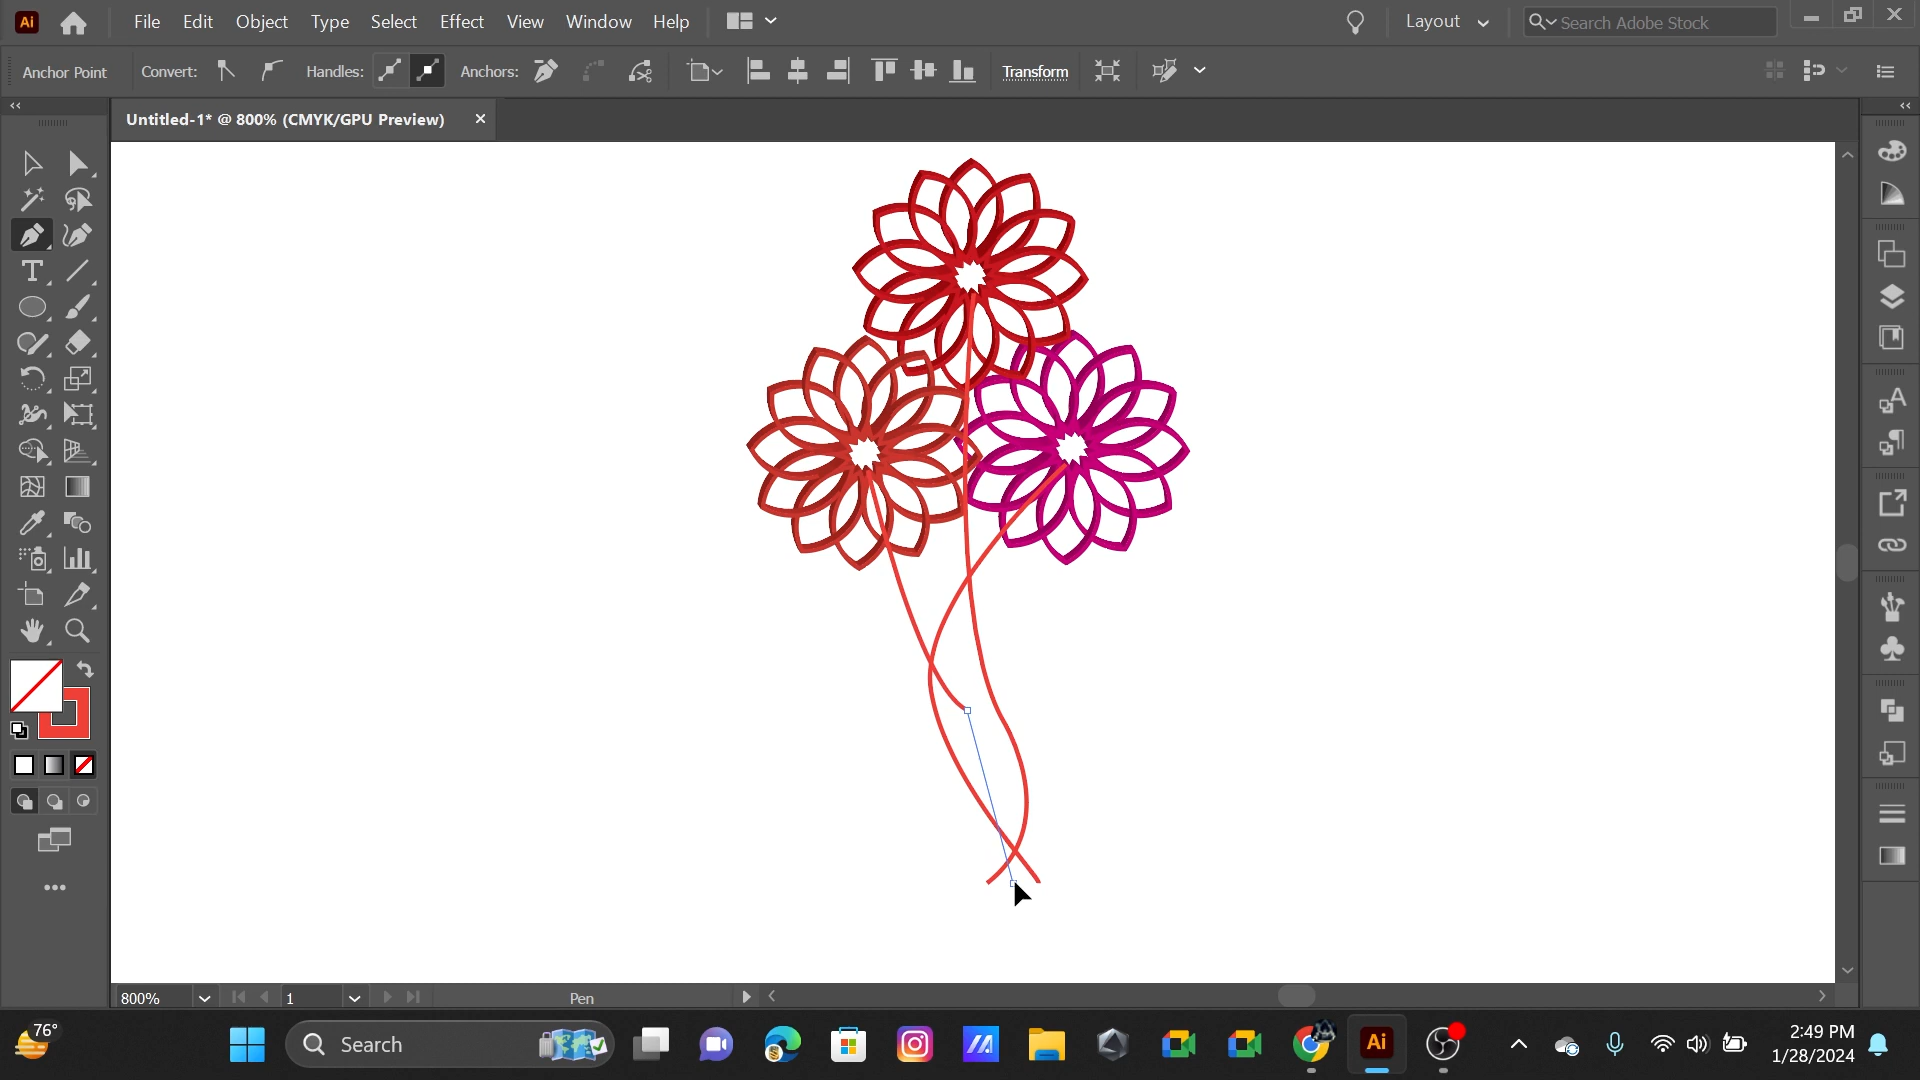 Ai File Edit Object Type Select Effect View Window Help Layout Search Adobe Stock
Anchor Point Convert: Handles: Anchors: Transform
Untitled-1* @ 800% (CMYK/GPU Preview)
800% 1 Pen
76° Search Ai 2:49 PM
1/28/2024